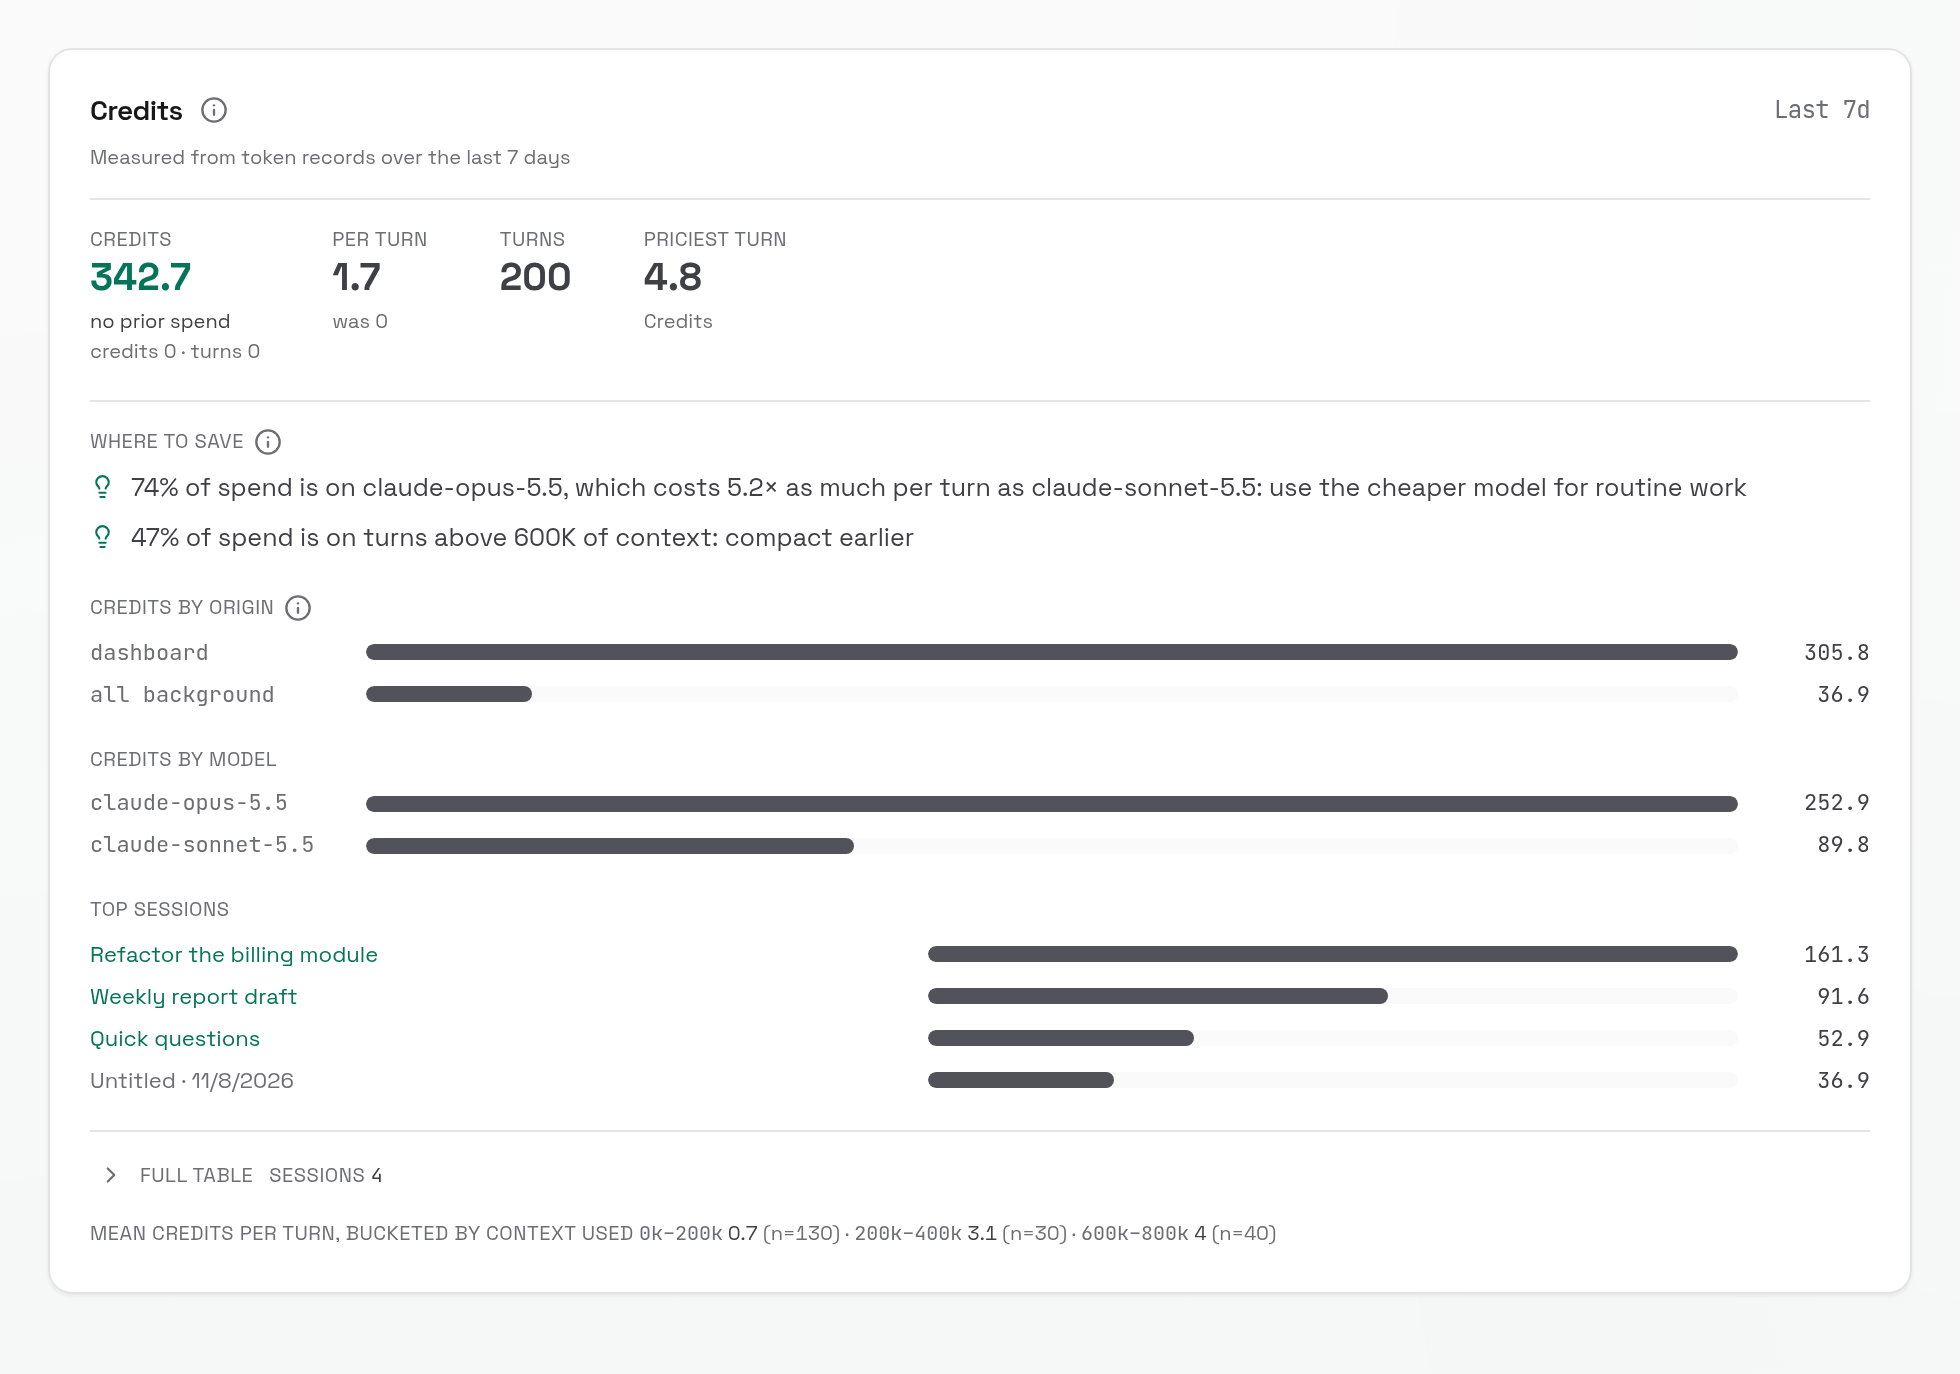 Credits
Last 7d
Measured from token records over the last 7 days
CREDITS
342.7
no prior spend
credits 0 · turns 0
PER TURN
1.7
was 0
TURNS
200
PRICIEST TURN
4.8
Credits
WHERE TO SAVE
74% of spend is on claude-opus-5.5, which costs 5.2× as much per turn as claude-sonnet-5.5: use the cheaper model for routine work
47% of spend is on turns above 600K of context: compact earlier
CREDITS BY ORIGIN
dashboard 305.8
all background 36.9
CREDITS BY MODEL
claude-opus-5.5 252.9
claude-sonnet-5.5 89.8
TOP SESSIONS
Refactor the billing module 161.3
Weekly report draft 91.6
Quick questions 52.9
Untitled · 11/8/2026 36.9
FULL TABLE SESSIONS 4
MEAN CREDITS PER TURN, BUCKETED BY CONTEXT USED 0k–200k 0.7 (n=130) · 200k–400k 3.1 (n=30) · 600k–800k 4 (n=40)